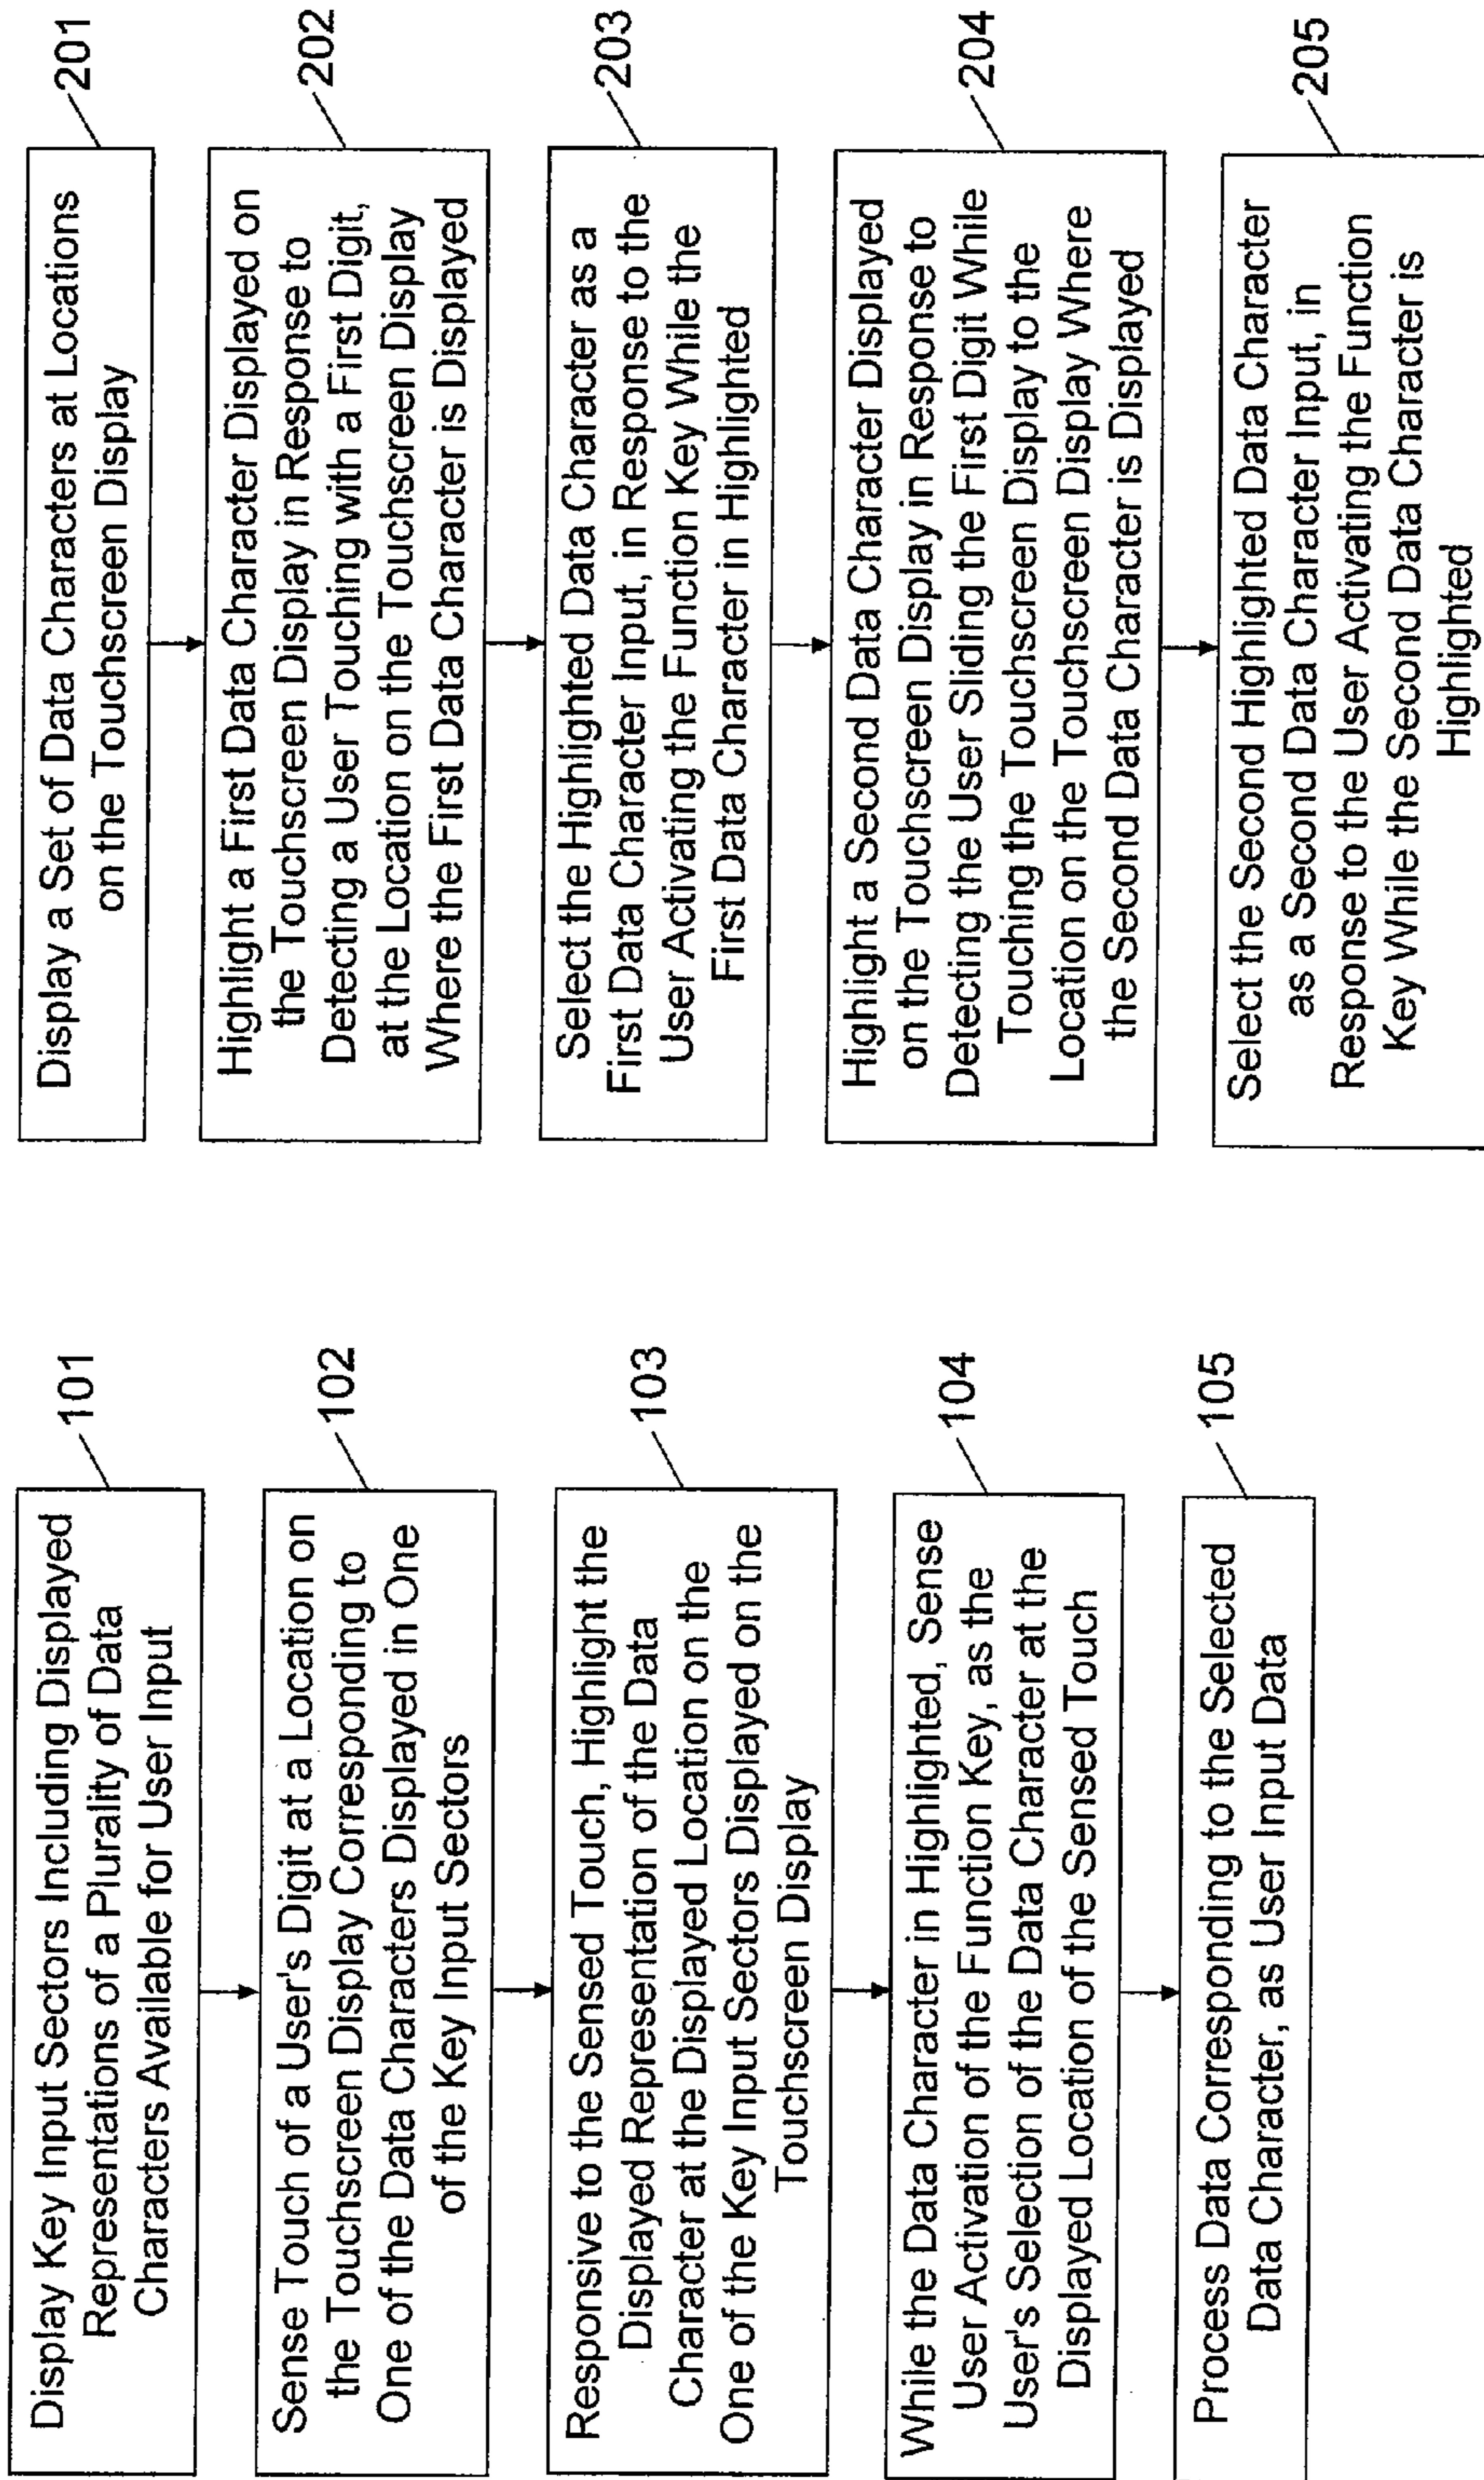 Display Key Input Sectors Including Displayed
Representations of a Plurality of Data
Characters Available for User Input
101
Sense Touch of a User's Digit at a Location on
the Touchscreen Display Corresponding to
One of the Data Characters Displayed in One
of the Key Input Sectors
102
Responsive to the Sensed Touch, Highlight the
Displayed Representation of the Data
Character at the Displayed Location on the
One of the Key Input Sectors Displayed on the
Touchscreen Display
103
While the Data Character in Highlighted, Sense
User Activation of the Function Key, as the
User's Selection of the Data Character at the
Displayed Location of the Sensed Touch
104
Process Data Corresponding to the Selected
Data Character, as User Input Data
105
Display a Set of Data Characters at Locations
on the Touchscreen Display
201
Highlight a First Data Character Displayed on
the Touchscreen Display in Response to
Detecting a User Touching with a First Digit,
at the Location on the Touchscreen Display
Where the First Data Character is Displayed
202
Select the Highlighted Data Character as a
First Data Character Input, in Response to the
User Activating the Function Key While the
First Data Character in Highlighted
203
Highlight a Second Data Character Displayed
on the Touchscreen Display in Response to
Detecting the User Sliding the First Digit While
Touching the Touchscreen Display to the
Location on the Touchscreen Display Where
the Second Data Character is Displayed
204
Select the Second Highlighted Data Character
as a Second Data Character Input, in
Response to the User Activating the Function
Key While the Second Data Character is
Highlighted
205